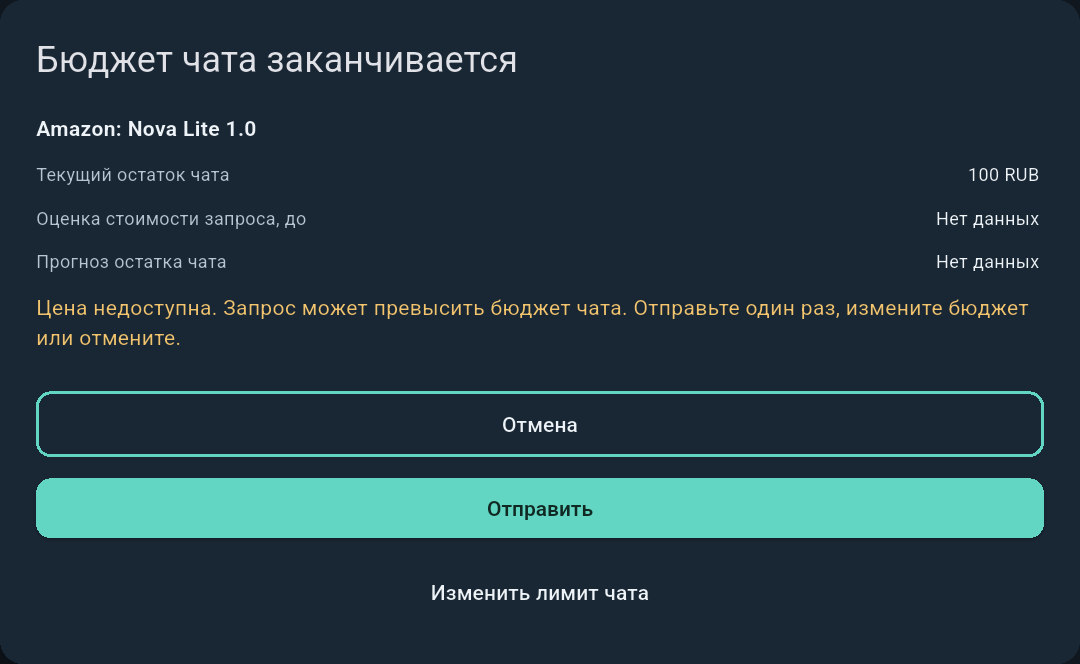 Бюджет чата заканчивается
Amazon: Nova Lite 1.0
Текущий остаток чата 100 RUB
Оценка стоимости запроса, до Нет данных
Прогноз остатка чата Нет данных
Цена недоступна. Запрос может превысить бюджет чата. Отправьте один раз, измените бюджет
или отмените.
Отмена
Отправить
Изменить лимит чата